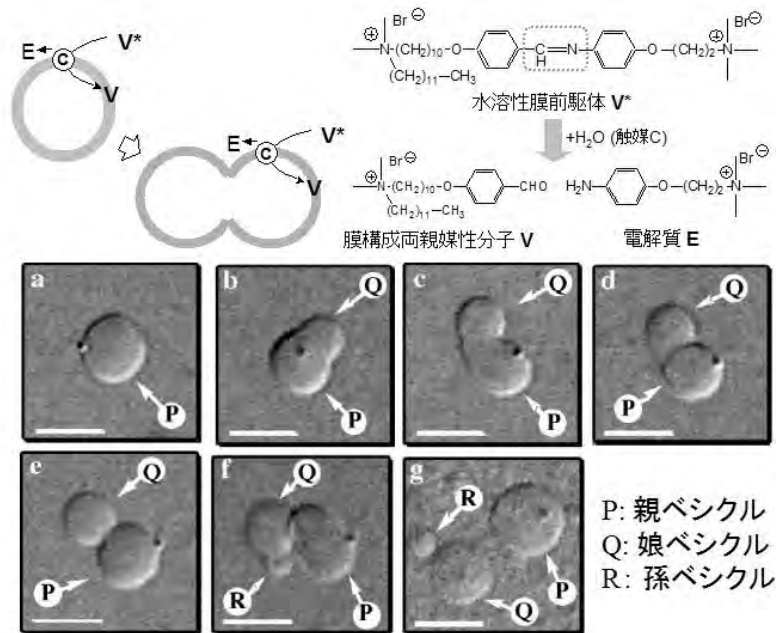 E
C
V*
V
E
C
V*
V
Br⊖
⊕
N(CH2)10-O
C=N
H
O-(CH2)2-N
⊕
Br⊖
(CH2)11-CH3
水溶性膜前駆体 V*
+H2O (触媒C)
Br⊖
⊕
N(CH2)10-O
CHO
(CH2)11-CH3
H2N
O-(CH2)2-N
⊕
Br⊖
膜構成両親媒性分子 V
電解質 E
a
P
b
Q
P
c
Q
P
d
Q
P
e
Q
P
f
Q
R
P
g
R
P
Q
P: 親ベシクル
Q: 娘ベシクル
R: 孫ベシクル